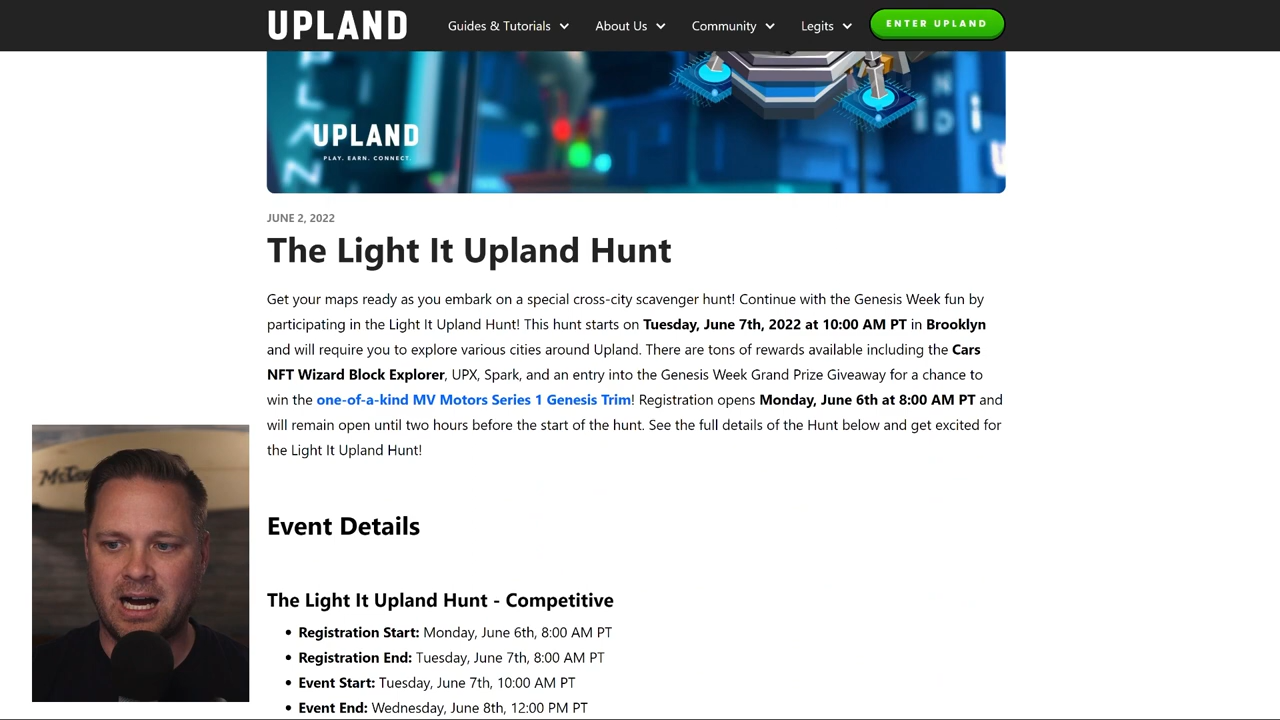 UPLAND
Guides & Tutorials
About Us
Community
Legits
ENTER UPLAND
UPLAND
PLAY. EARN. CONNECT.
JUNE 2, 2022
The Light It Upland Hunt
Get your maps ready as you embark on a special cross-city scavenger hunt! Continue with the Genesis Week fun by
participating in the Light It Upland Hunt! This hunt starts on Tuesday, June 7th, 2022 at 10:00 AM PT in Brooklyn
and will require you to explore various cities around Upland. There are tons of rewards available including the Cars
NFT Wizard Block Explorer, UPX, Spark, and an entry into the Genesis Week Grand Prize Giveaway for a chance to
win the one-of-a-kind MV Motors Series 1 Genesis Trim! Registration opens Monday, June 6th at 8:00 AM PT and
will remain open until two hours before the start of the hunt. See the full details of the Hunt below and get excited for
the Light It Upland Hunt!
Event Details
The Light It Upland Hunt - Competitive
Registration Start: Monday, June 6th, 8:00 AM PT
Registration End: Tuesday, June 7th, 8:00 AM PT
Event Start: Tuesday, June 7th, 10:00 AM PT
Event End: Wednesday, June 8th, 12:00 PM PT